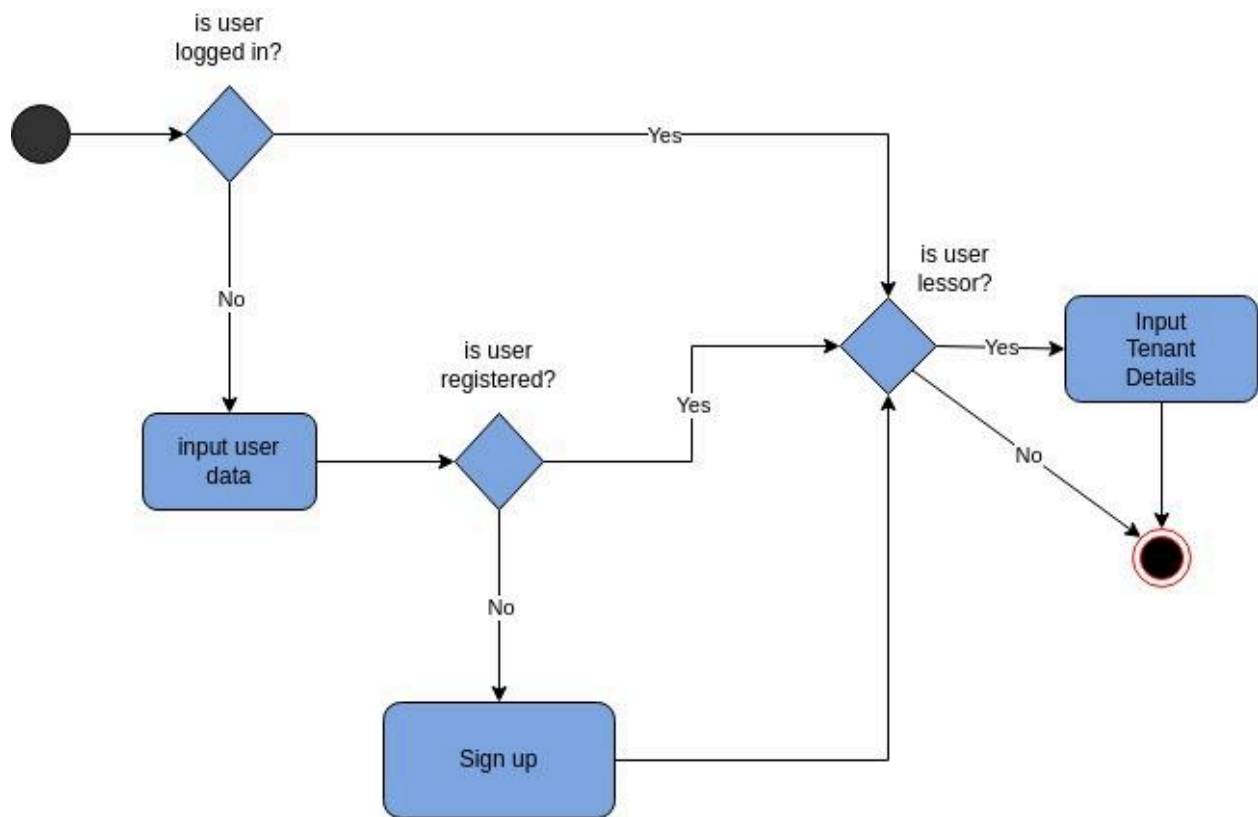 is user
logged in?
Yes
No
is user
lessor?
Input
Tenant
Details
Yes
is user
registered?
Yes
No
input user
data
No
Sign up